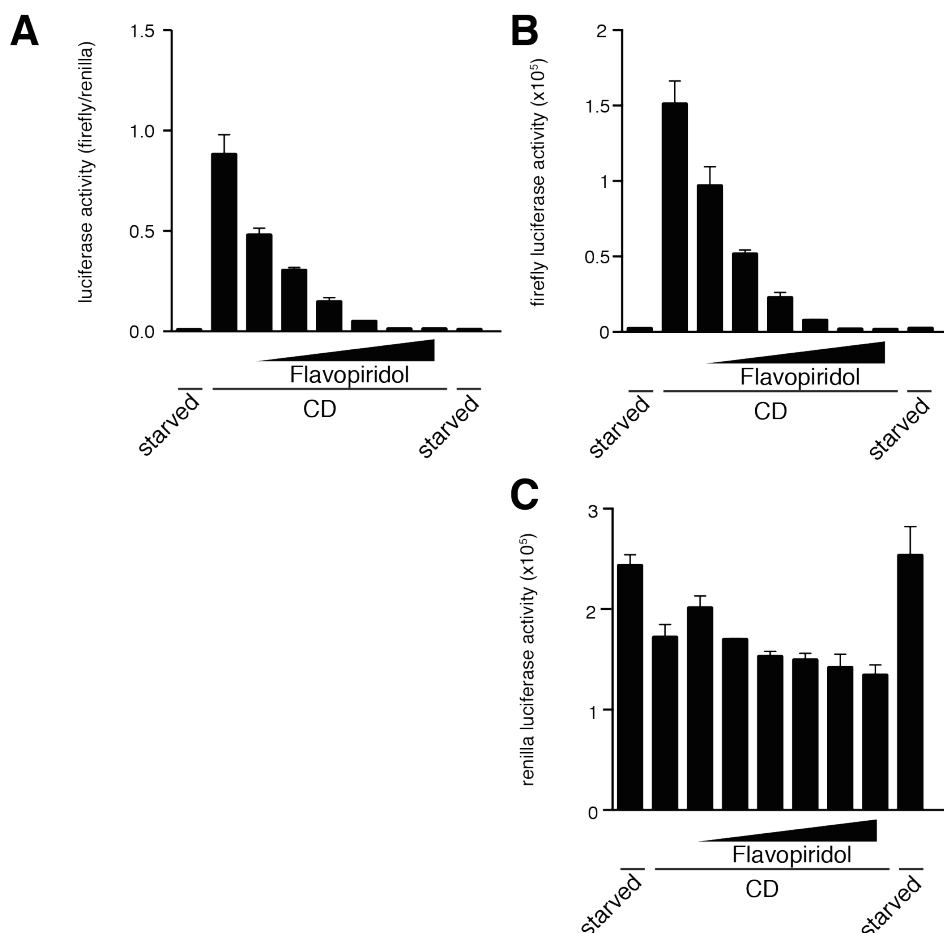 A
luciferase activity (firefly/renilla)
1.5
1.0
0.5
0.0
Flavopiridol
CD
starved
starved
B
firefly luciferase activity (x10⁵)
2
1.5
1
0.5
0
Flavopiridol
CD
starved
starved
C
renilla luciferase activity (x10⁵)
3
2
1
0
Flavopiridol
CD
starved
starved